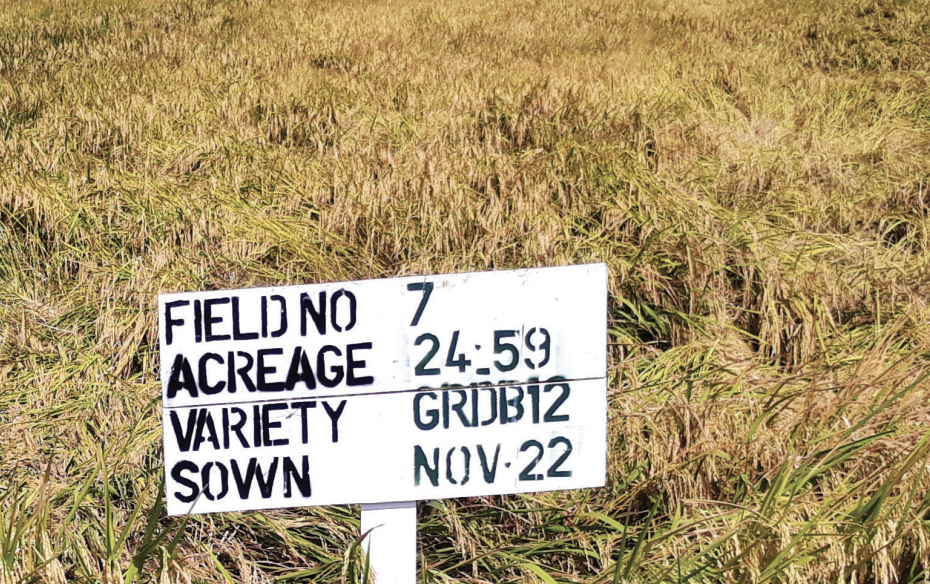 FIELD NO 7
ACREAGE 24.59
VARIETY GRDB12
SOWN NOV.22